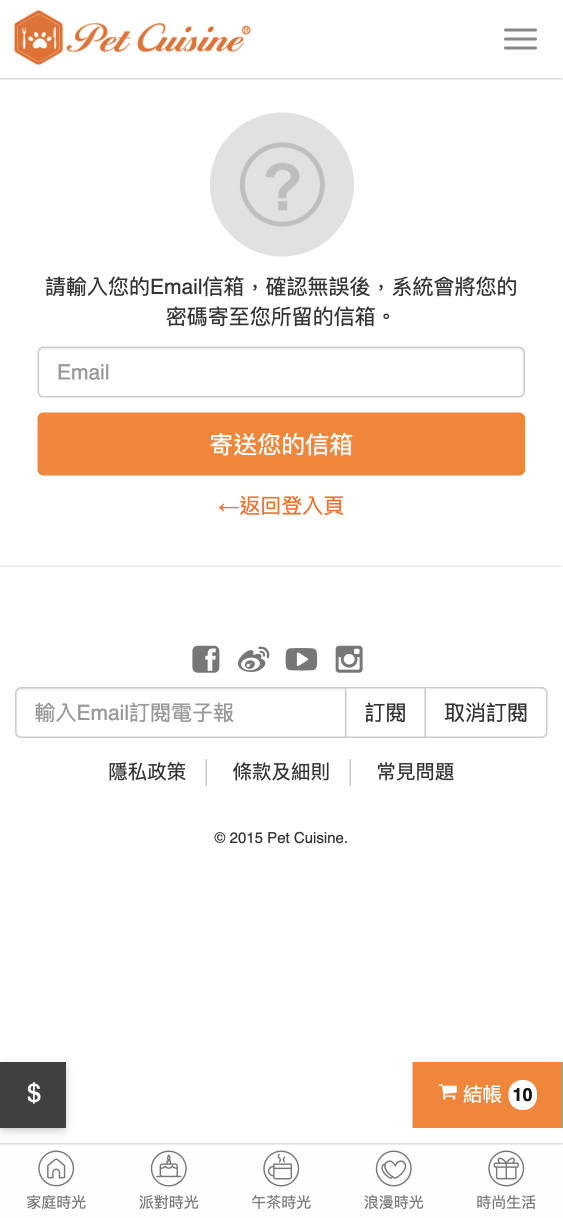 Pet Cuisine®
?
請輸入您的Email信箱，確認無誤後，系統會將您的
密碼寄至您所留的信箱。
Email
寄送您的信箱
←返回登入頁
輸入Email訂閱電子報 訂閱 取消訂閱
隱私政策 條款及細則 常見問題
© 2015 Pet Cuisine.
$ 結帳 10
家庭時光 派對時光 午茶時光 浪漫時光 時尚生活